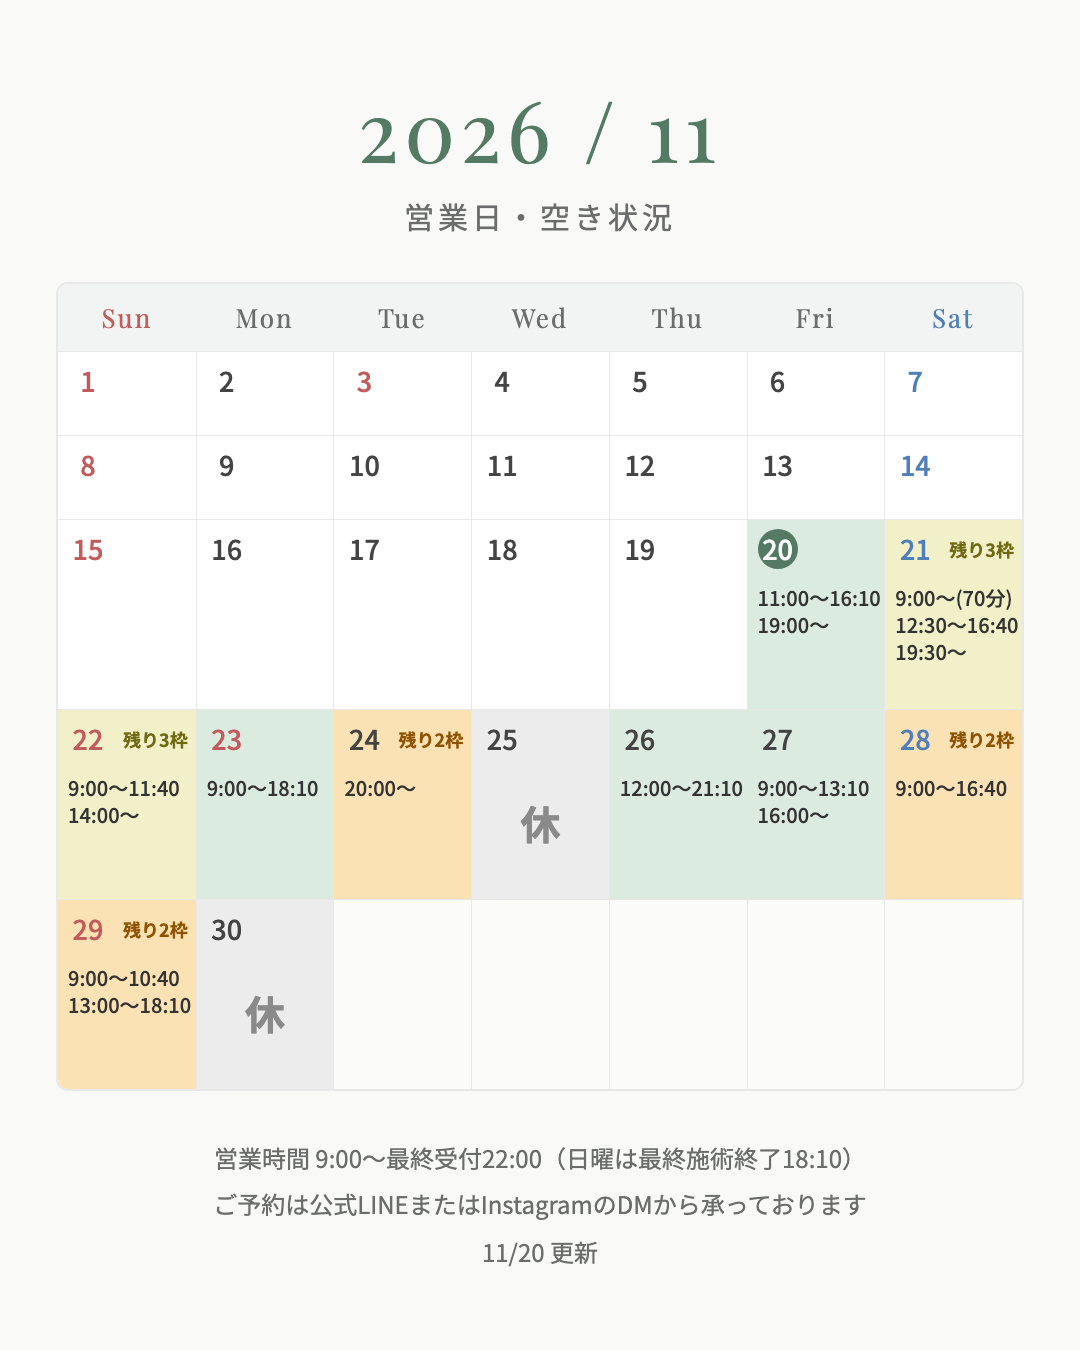 2026 / 11
営業日・空き状況
Sun Mon Tue Wed Thu Fri Sat
1 2 3 4 5 6 7
8 9 10 11 12 13 14
15 16 17 18 19 20 21 残り3枠
11:00〜16:10 9:00〜(70分)
19:00〜 12:30〜16:40
19:30〜
22 残り3枠 23 24 残り2枠 25 26 27 28 残り2枠
9:00〜11:40 9:00〜18:10 20:00〜 12:00〜21:10 9:00〜13:10 9:00〜16:40
14:00〜 休 16:00〜
29 残り2枠 30
9:00〜10:40
13:00〜18:10 休
営業時間 9:00〜最終受付22:00（日曜は最終施術終了18:10）
ご予約は公式LINEまたはInstagramのDMから承っております
11/20 更新